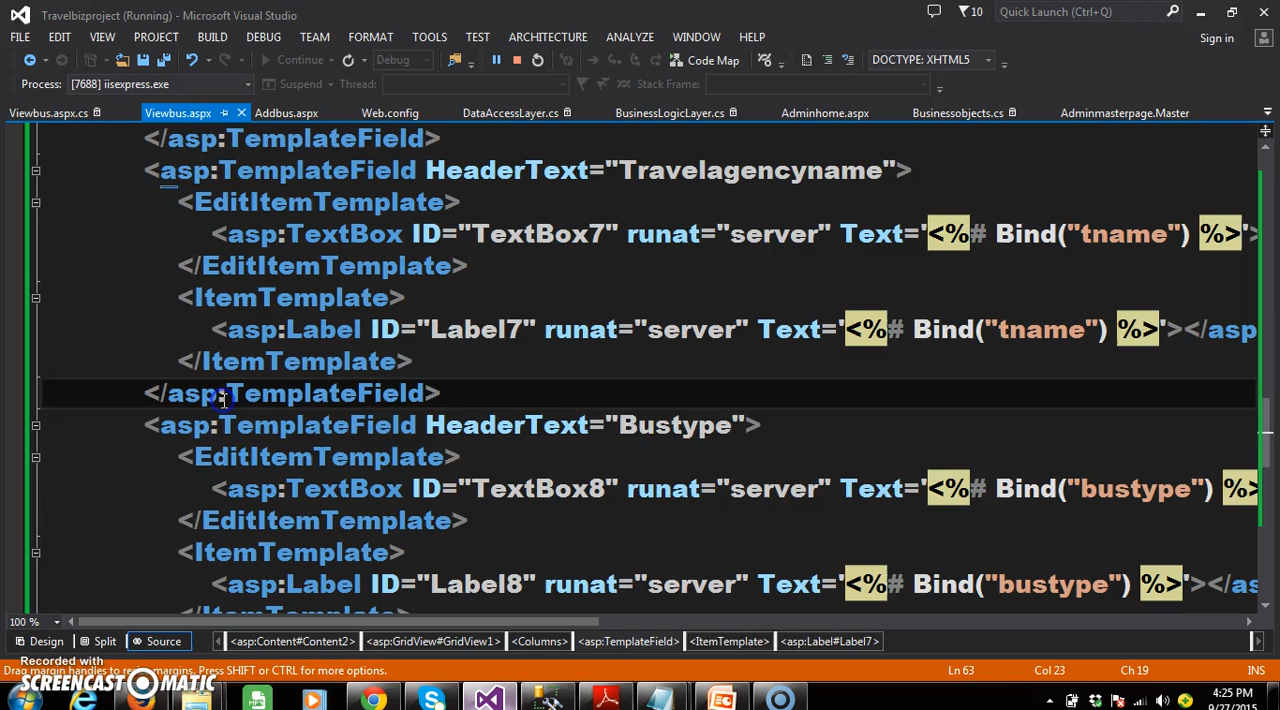 Travelbizproject (Running) - Microsoft Visual Studio
10
Quick Launch (Ctrl+Q)
FILE EDIT VIEW PROJECT BUILD DEBUG TEAM FORMAT TOOLS TEST ARCHITECTURE ANALYZE WINDOW HELP
Sign in
Continue
Debug
Code Map
DOCTYPE: XHTML5
Process: [7688] iisexpress.exe
Suspend
Thread:
Stack Frame:
Viewbus.aspx.cs
Viewbus.aspx
Addbus.aspx
Web.config
DataAccessLayer.cs
BusinessLogicLayer.cs
Adminhome.aspx
Businessobjects.cs
Adminmasterpage.Master
</asp:TemplateField>
<asp:TemplateField HeaderText="Travelagencyname">
<EditItemTemplate>
<asp:TextBox ID="TextBox7" runat="server" Text='<%# Bind("tname") %>'>
</EditItemTemplate>
<ItemTemplate>
<asp:Label ID="Label7" runat="server" Text='<%# Bind("tname") %>'></asp
</ItemTemplate>
</asp:TemplateField>
<asp:TemplateField HeaderText="Bustype">
<EditItemTemplate>
<asp:TextBox ID="TextBox8" runat="server" Text='<%# Bind("bustype") %>
</EditItemTemplate>
<ItemTemplate>
<asp:Label ID="Label8" runat="server" Text='<%# Bind("bustype") %>'></as
</ItemTemplate>
100 %
Design
Split
Source
<asp:Content#Content2>
<asp:GridView#GridView1>
<Columns>
<asp:TemplateField>
<ItemTemplate>
<asp:Label#Label7>
Recorded with
Drag margin handles to resize margins. Press SHIFT or CTRL for more options.
Ln 63
Col 23
Ch 19
INS
SCREENCAST MATIC
4:25 PM
9/27/2015